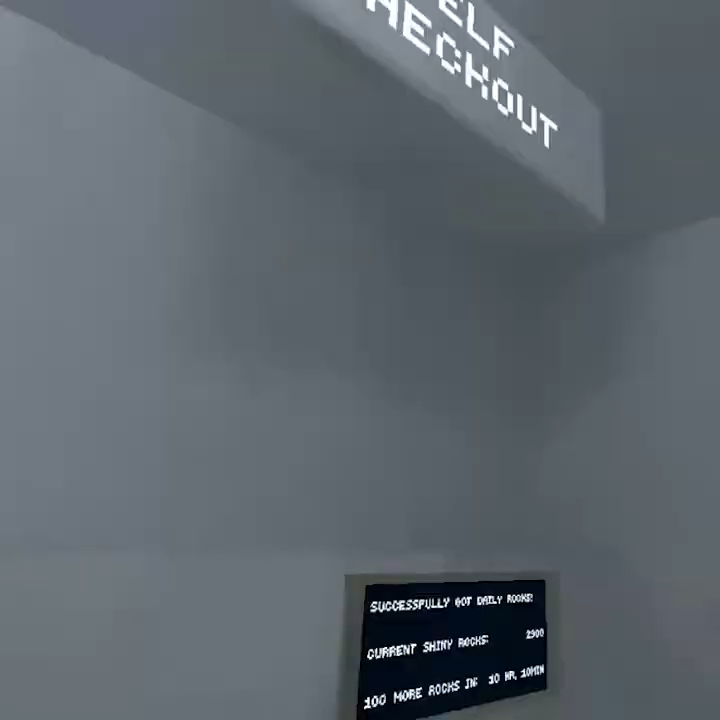 ELF
HECKOUT
SUCCESSFULLY GOT DAILY ROCKS!
CURRENT SHINY ROCKS: 2900
100 MORE ROCKS IN: 10 HR, 10MIN